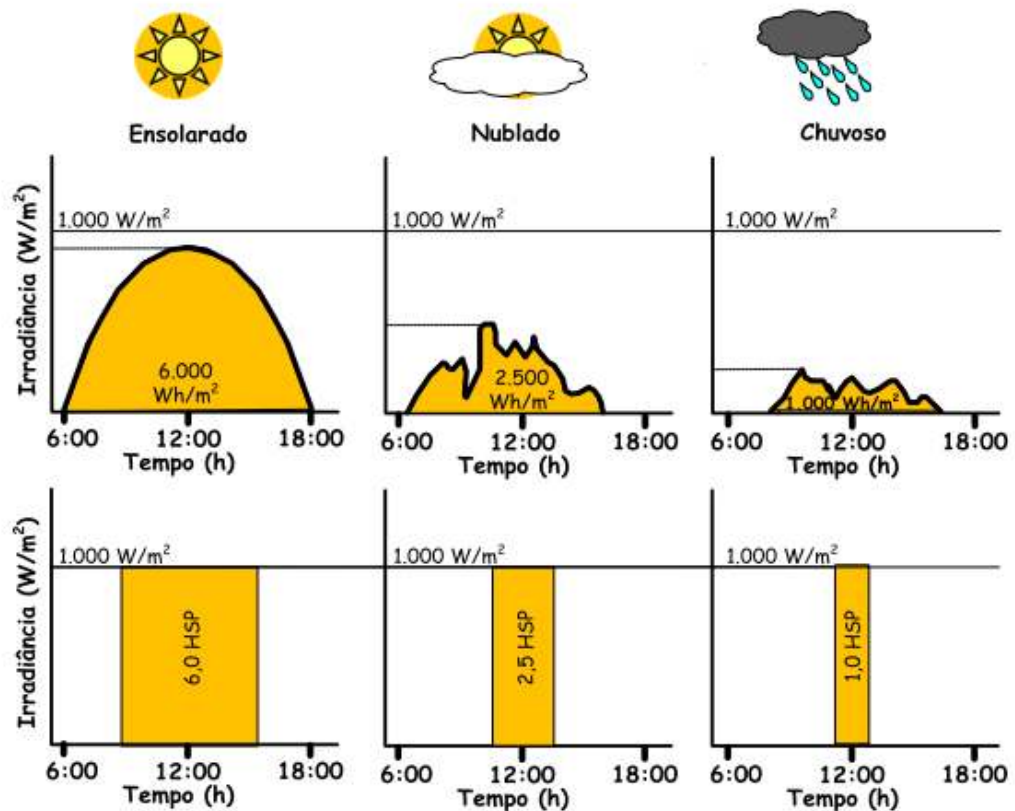 Ensolarado
Nublado
Chuvoso
Irradiância (W/m²)
1.000 W/m²
6.000
Wh/m²
6:00
12:00
18:00
Tempo (h)
1.000 W/m²
2.500
Wh/m²
6:00
12:00
18:00
Tempo (h)
1.000 W/m²
1.000 Wh/m²
6:00
12:00
18:00
Tempo (h)
Irradiância (W/m²)
1.000 W/m²
6,0 HSP
6:00
12:00
18:00
Tempo (h)
1.000 W/m²
2,5 HSP
6:00
12:00
18:00
Tempo (h)
1.000 W/m²
1,0 HSP
6:00
12:00
18:00
Tempo (h)